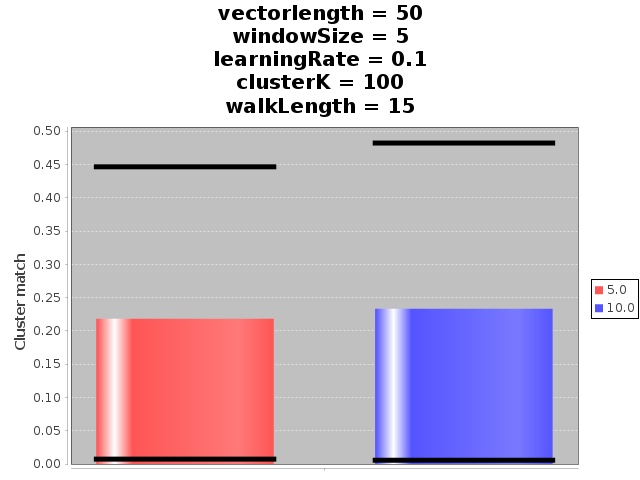 vectorlength = 50
windowSize = 5
learningRate = 0.1
clusterK = 100
walkLength = 15
0.50
0.45
0.40
0.35
0.30
0.25
0.20
0.15
0.10
0.05
0.00
Cluster match
5.0
10.0